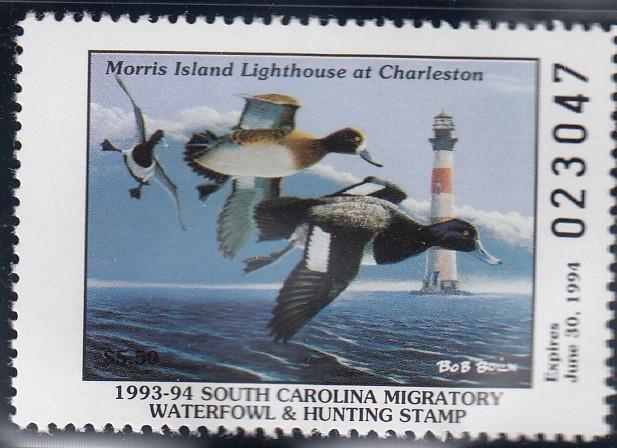 Morris Island Lighthouse at Charleston
$5.50
BOB BOLIN
1993-94 SOUTH CAROLINA MIGRATORY
WATERFOWL & HUNTING STAMP
023047
Expires
June 30, 1994